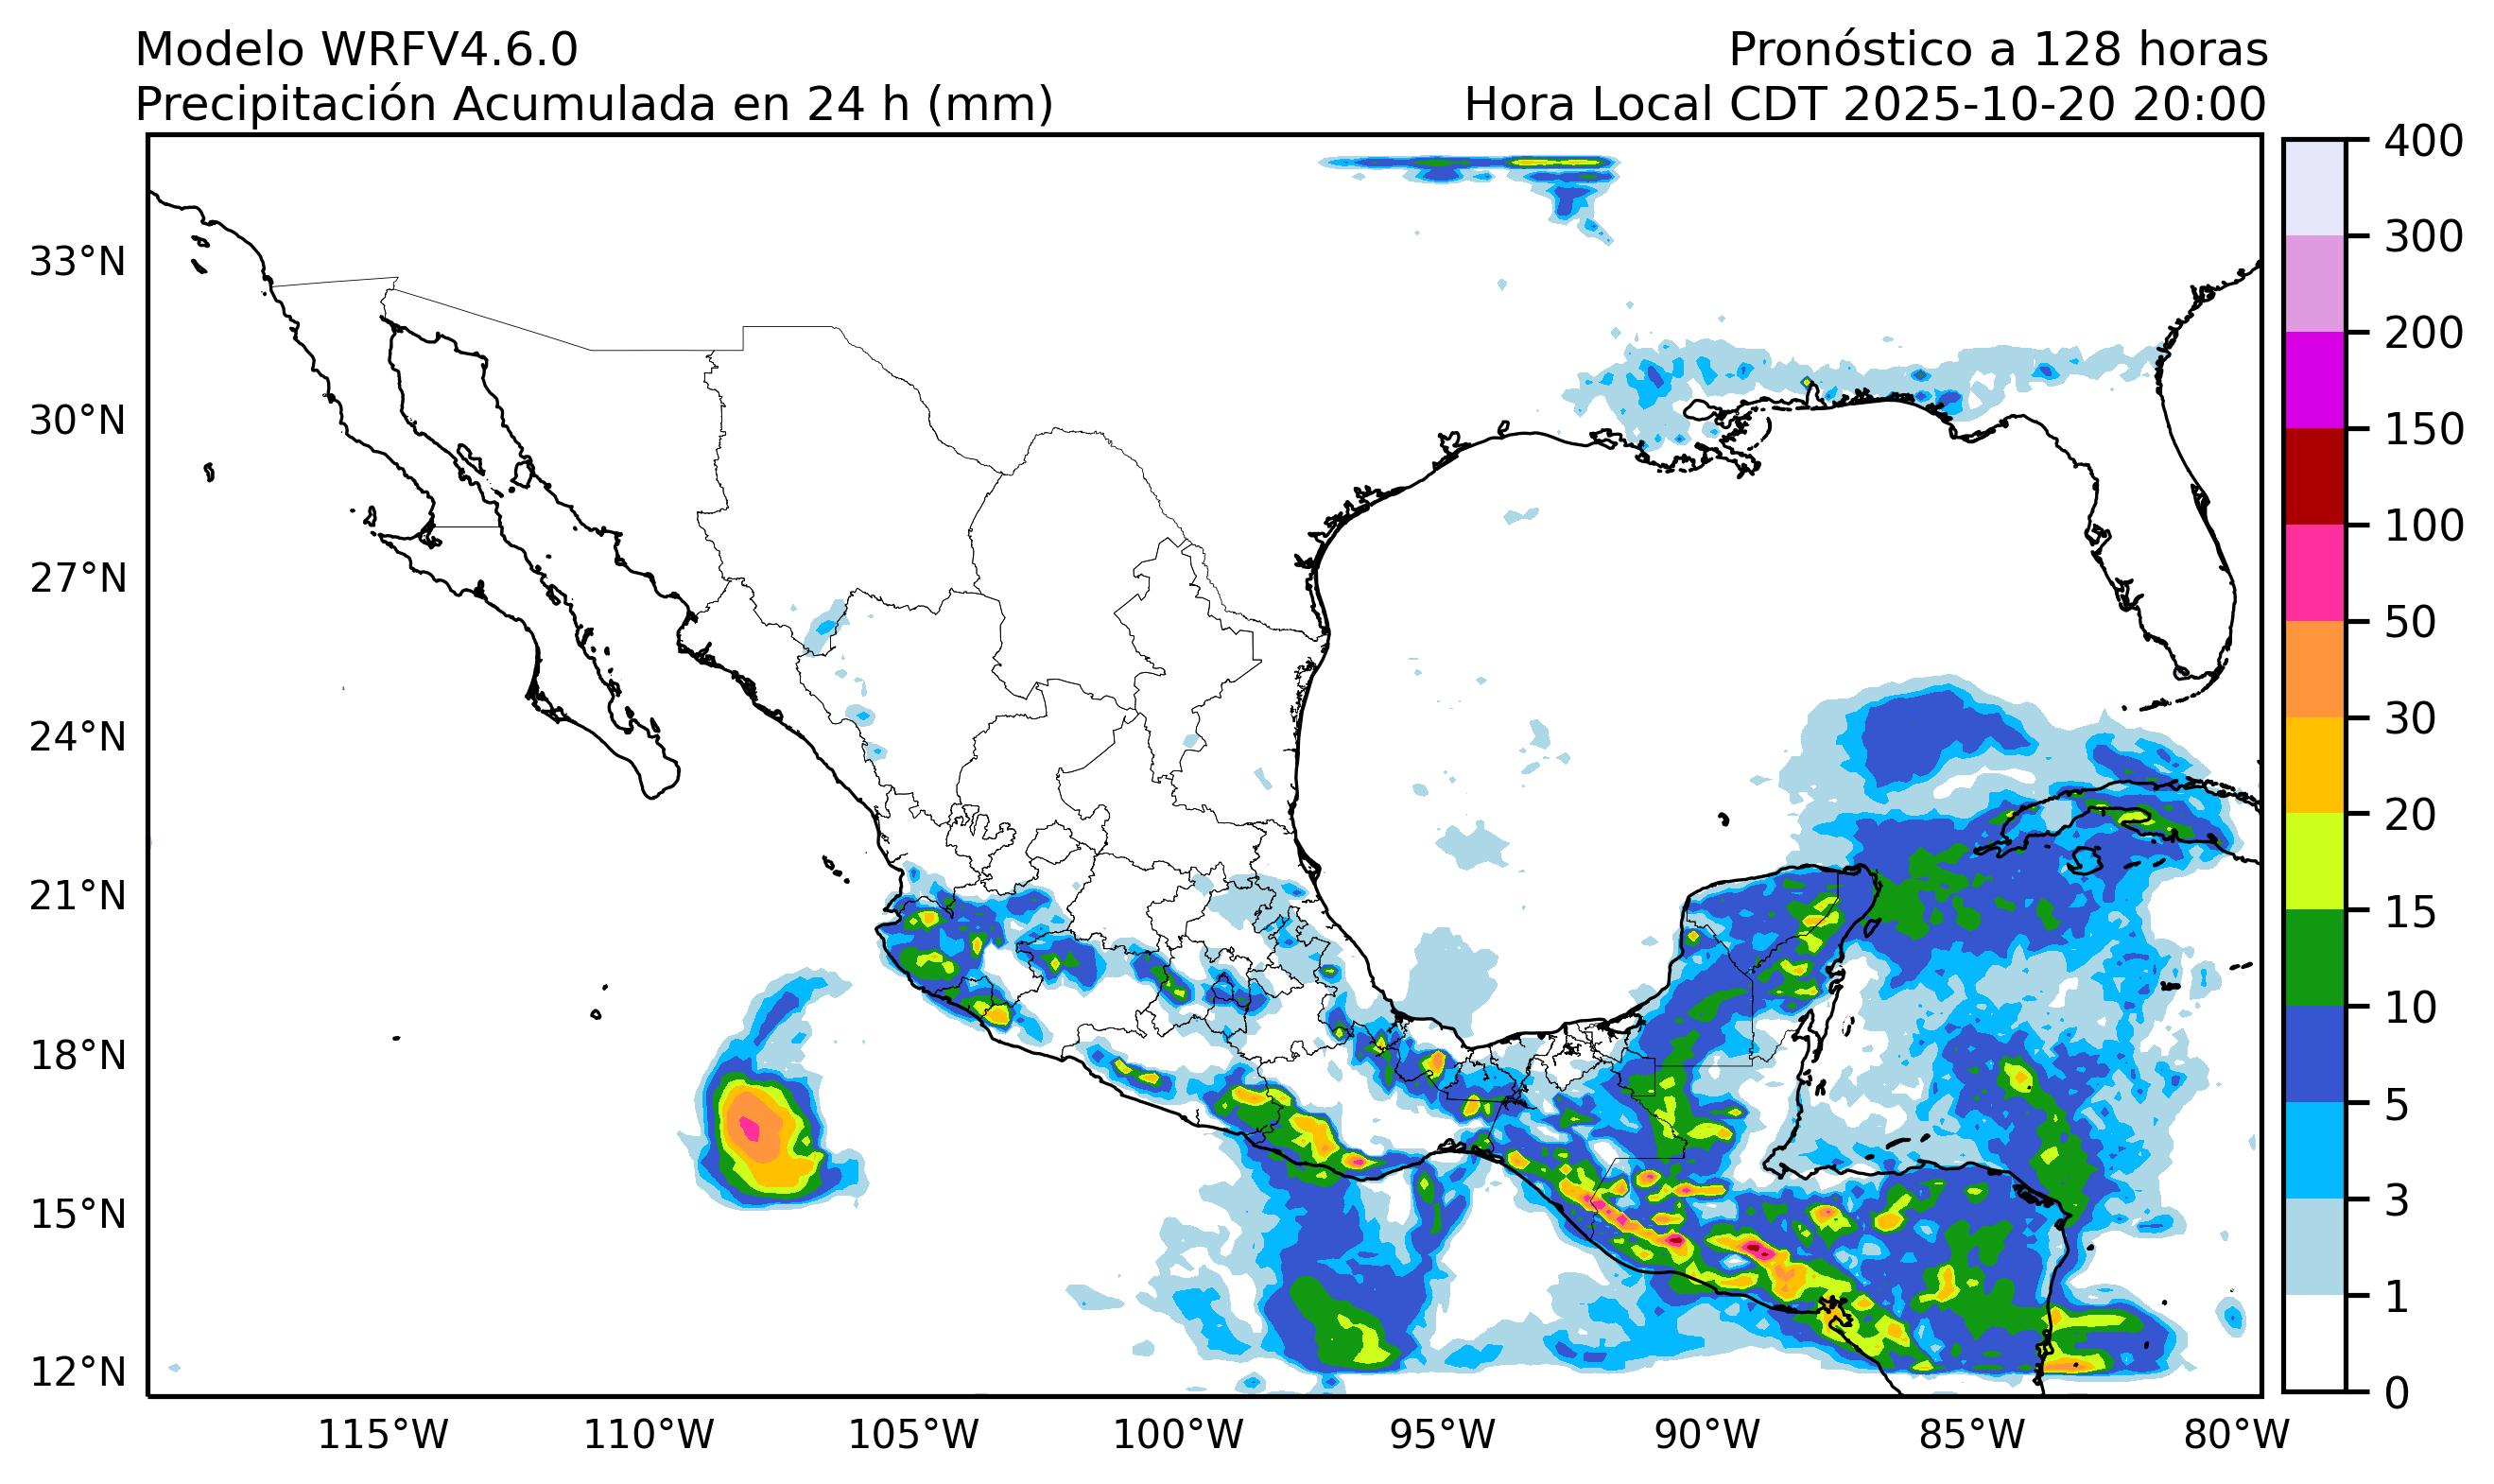 Modelo WRFV4.6.0
Pronóstico a 128 horas
Precipitación Acumulada en 24 h (mm)
Hora Local CDT 2025-10-20 20:00
400
300
200
150
100
50
30
20
15
10
5
3
1
0
33°N
30°N
27°N
24°N
21°N
18°N
15°N
12°N
115°W
110°W
105°W
100°W
95°W
90°W
85°W
80°W